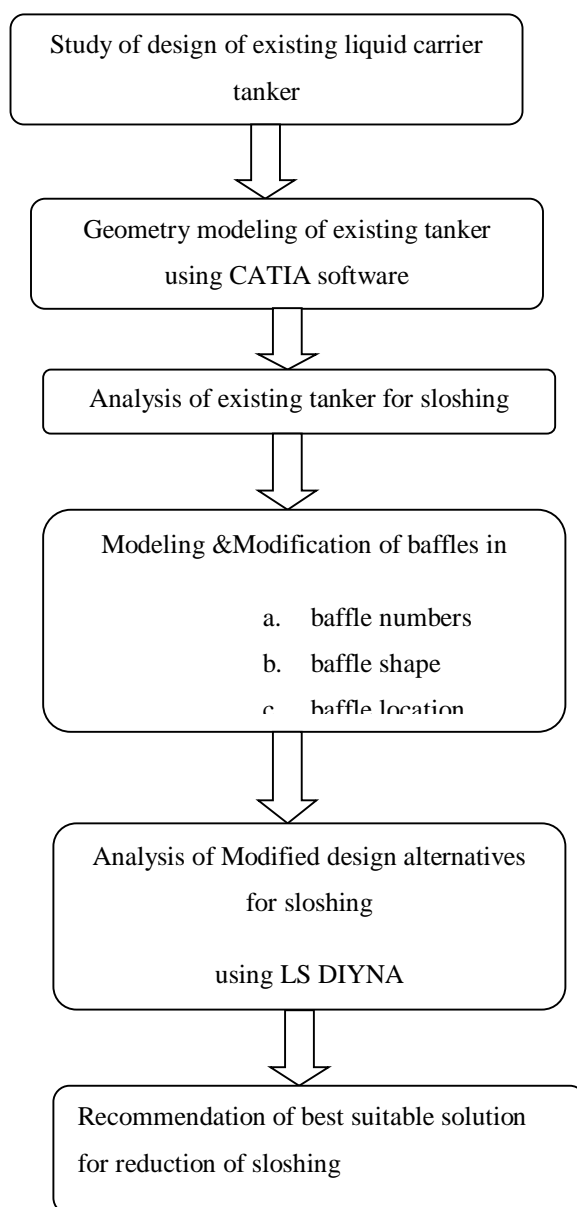 Study of design of existing liquid carrier
tanker
Geometry modeling of existing tanker
using CATIA software
Analysis of existing tanker for sloshing
Modeling &Modification of baffles in
a. baffle numbers
b. baffle shape
c. baffle location
Analysis of Modified design alternatives
for sloshing
using LS DIYNA
Recommendation of best suitable solution
for reduction of sloshing